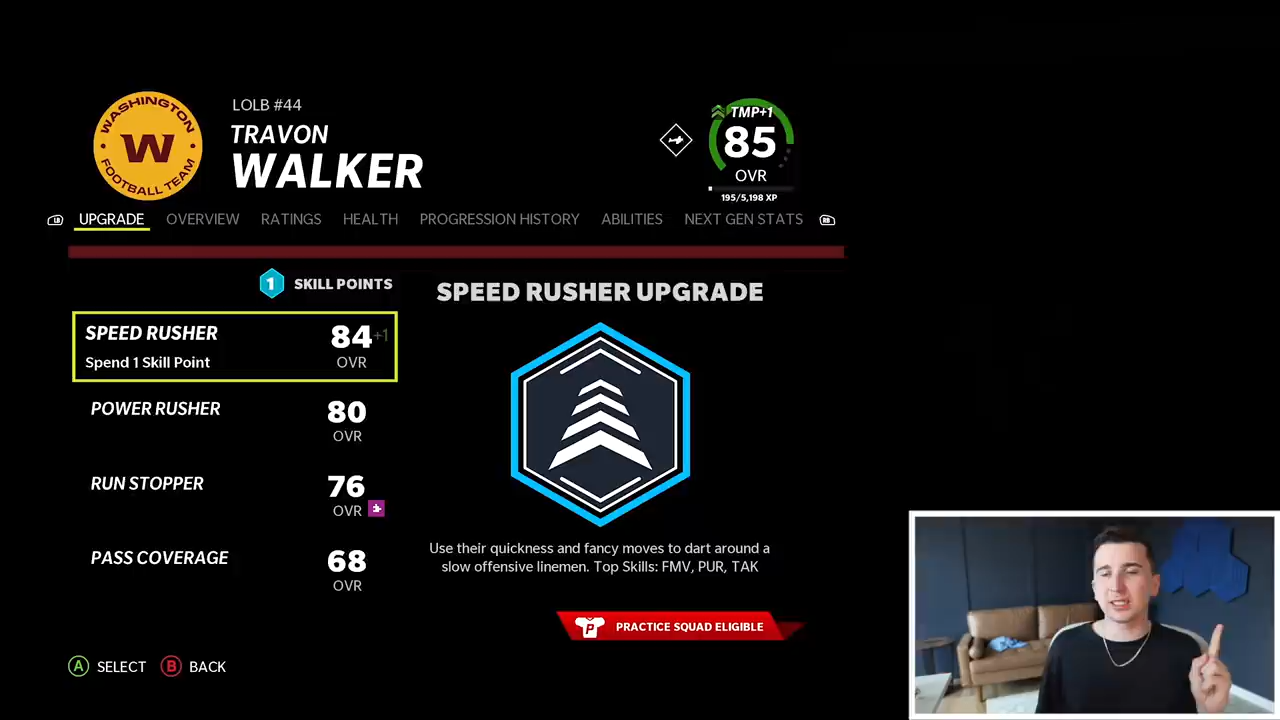 WASHINGTON
W
FOOTBALL TEAM
LOLB #44
TRAVON
WALKER
TMP+1
85
OVR
195/5,198 XP
LB
UPGRADE
OVERVIEW
RATINGS
HEALTH
PROGRESSION HISTORY
ABILITIES
NEXT GEN STATS
RB
1 SKILL POINTS
SPEED RUSHER
84 +1
Spend 1 Skill Point
OVR
POWER RUSHER
80
OVR
RUN STOPPER
76
OVR
PASS COVERAGE
68
OVR
SPEED RUSHER UPGRADE
Use their quickness and fancy moves to dart around a
slow offensive linemen. Top Skills: FMV, PUR, TAK
P PRACTICE SQUAD ELIGIBLE
A SELECT B BACK